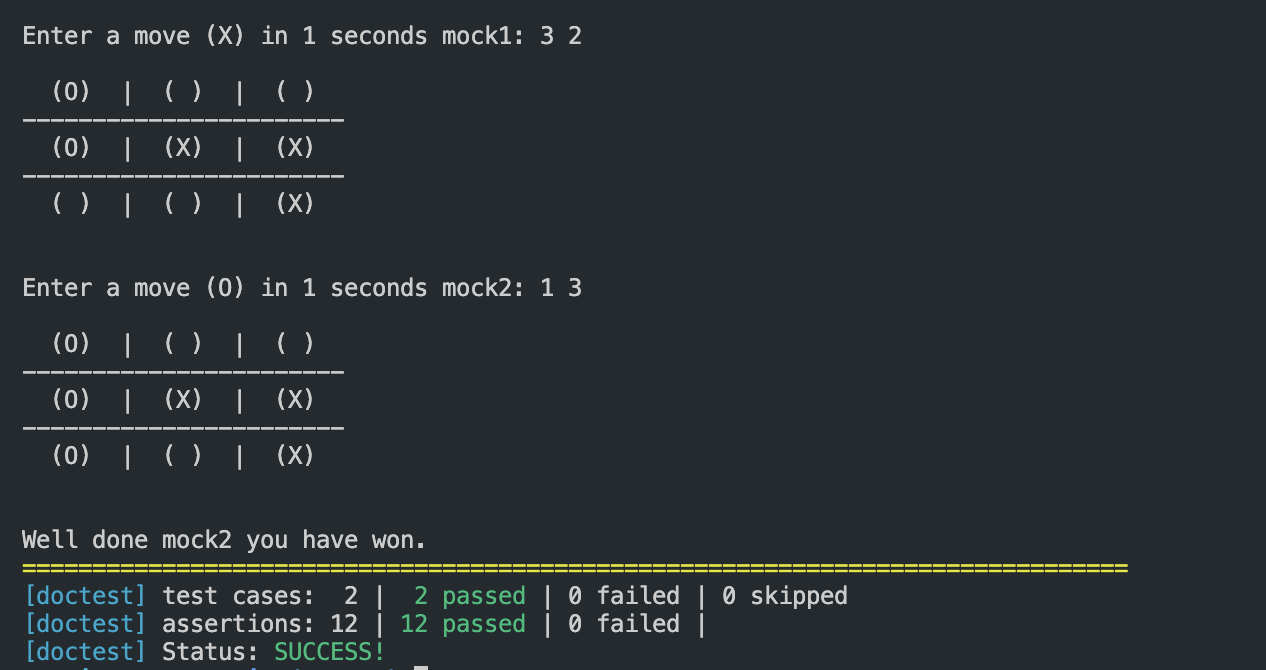 Enter a move (X) in 1 seconds mock1: 3 2
(O) | ( ) | ( )
-----------------------
(O) | (X) | (X)
-----------------------
( ) | ( ) | (X)
Enter a move (O) in 1 seconds mock2: 1 3
(O) | ( ) | ( )
-----------------------
(O) | (X) | (X)
-----------------------
(O) | ( ) | (X)
Well done mock2 you have won.
===============================================================================
[doctest] test cases:  2 |  2 passed | 0 failed | 0 skipped
[doctest] assertions: 12 | 12 passed | 0 failed |
[doctest] Status: SUCCESS!